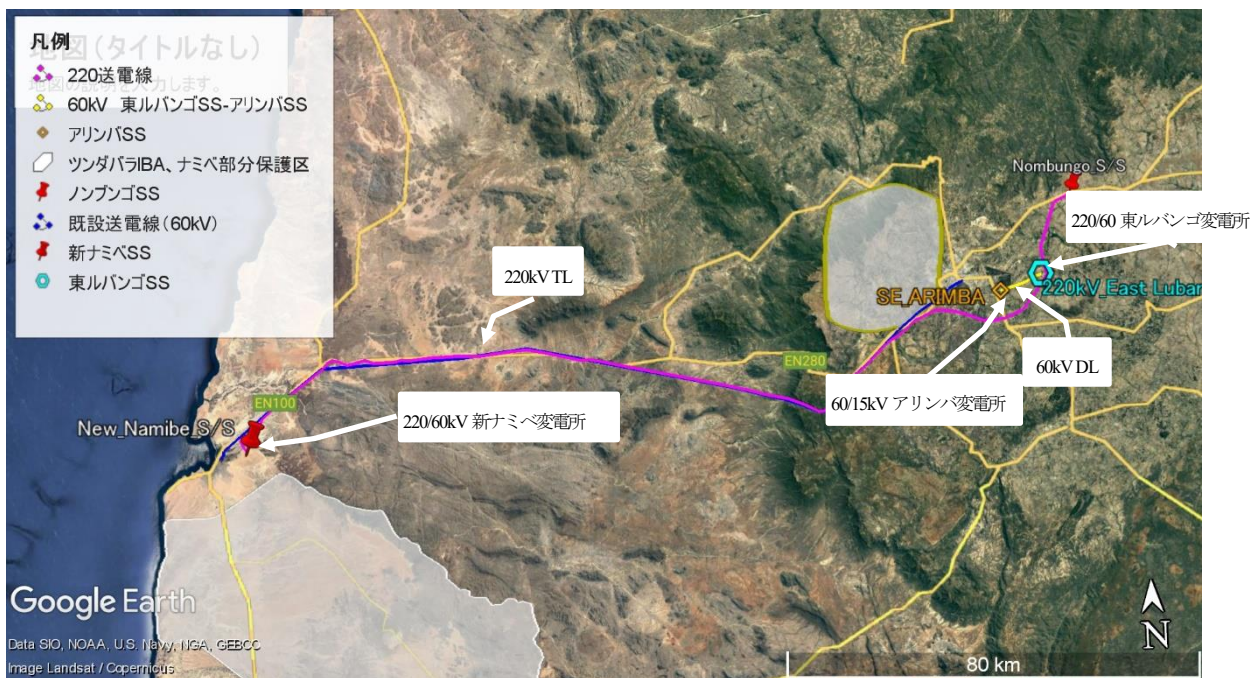 凡例
地図(タイトルなし)
地図の説明を入力します。
220送電線
60kV 東ルバンゴSS-アリンバSS
アリンバSS
ツンダバラIBA、ナミベ部分保護区
ノンブンゴSS
既設送電線(60kV)
新ナミベSS
東ルバンゴSS
Nombungo_S/S
220/60 東ルバンゴ変電所
220kV TL
SE_ARIMBA
220kV_East_Lubar
60kV DL
EN280
60/15kV アリンバ変電所
EN100
220/60kV 新ナミベ変電所
New_Namibe_S/S
Google Earth
Data SIO, NOAA, U.S. Navy, NGA, GEBCO
Image Landsat / Copernicus
80 km
N